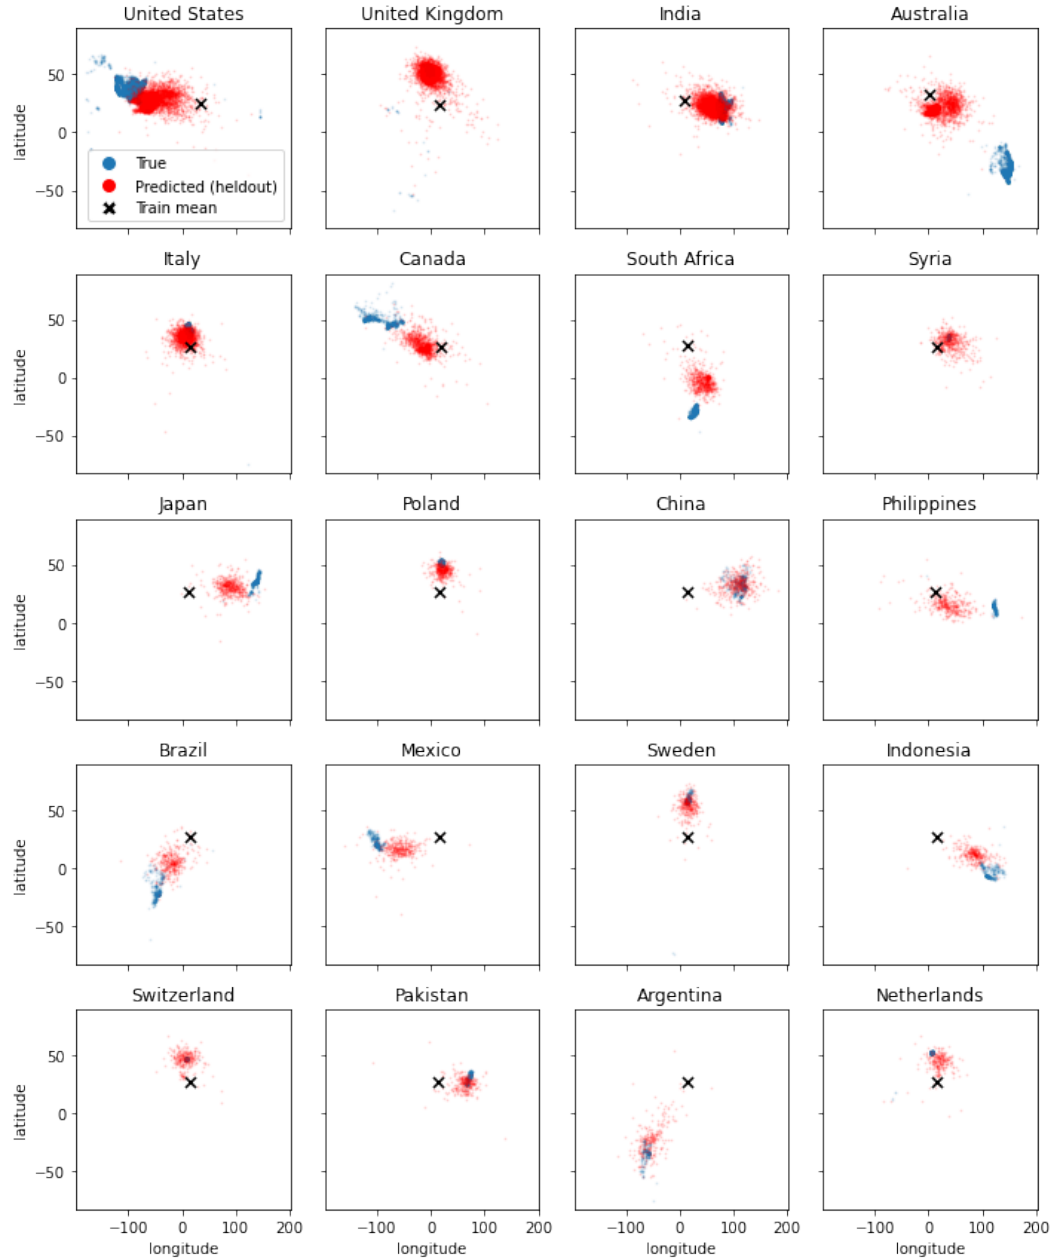 United States United Kingdom India Australia
50
0
−50
latitude
True
Predicted (heldout)
Train mean
Italy Canada South Africa Syria
50
0
−50
latitude
Japan Poland China Philippines
50
0
−50
latitude
Brazil Mexico Sweden Indonesia
50
0
−50
latitude
Switzerland Pakistan Argentina Netherlands
50
0
−50
latitude
−100 0 100 200 −100 0 100 200 −100 0 100 200 −100 0 100 200
longitude longitude longitude longitude